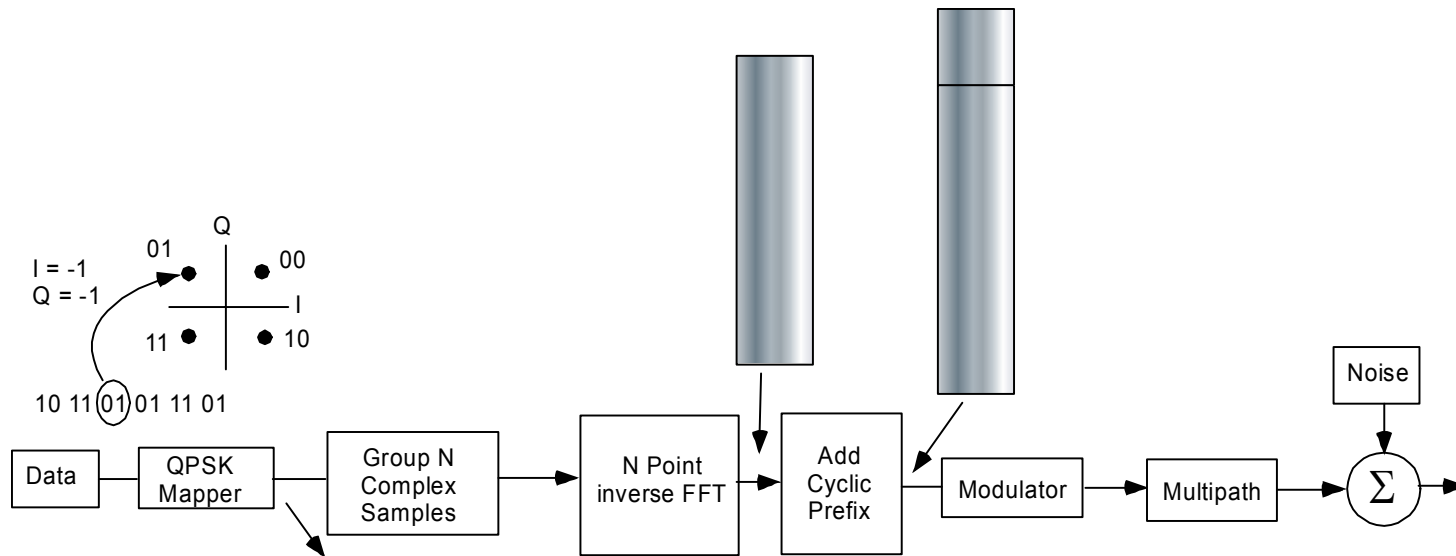 Q
01
00
I = -1
Q = -1
I
11
10
10 11 01 01 11 01
Noise
Data
QPSK
Mapper
Group N
Complex
Samples
N Point
inverse FFT
Add
Cyclic
Prefix
Modulator
Multipath
Σ